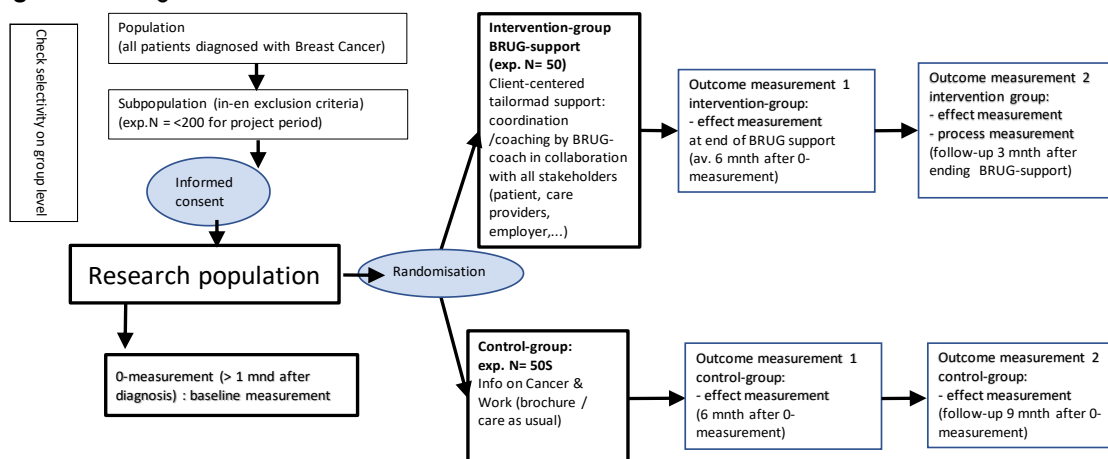 Check selectivity on group
level
Population
(all patients diagnosed with Breast Cancer)
Subpopulation (in-en exclusion criteria)
(exp.N = <200 for project period)
Informed
consent
Research population
0-measurement (> 1 mnd after
diagnosis) : baseline measurement
Randomisation
Intervention-group
BRUG-support
(exp. N= 50)
Client-centered
tailormad support:
coordination
/coaching by BRUG-
coach in collaboration
with all stakeholders
(patient, care
providers,
employer,...)
Outcome measurement 1
intervention-group:
- effect measurement
at end of BRUG support
(av. 6 mnth after 0-
measurement)
Outcome measurement 2
intervention group:
- effect measurement
- process measurement
(follow-up 3 mnth after
ending BRUG-support)
Control-group:
exp. N= 50S
Info on Cancer &
Work (brochure /
care as usual)
Outcome measurement 1
control-group:
- effect measurement
(6 mnth after 0-
measurement)
Outcome measurement 2
control-group:
- effect measurement
(follow-up 9 mnth after 0-
measurement)